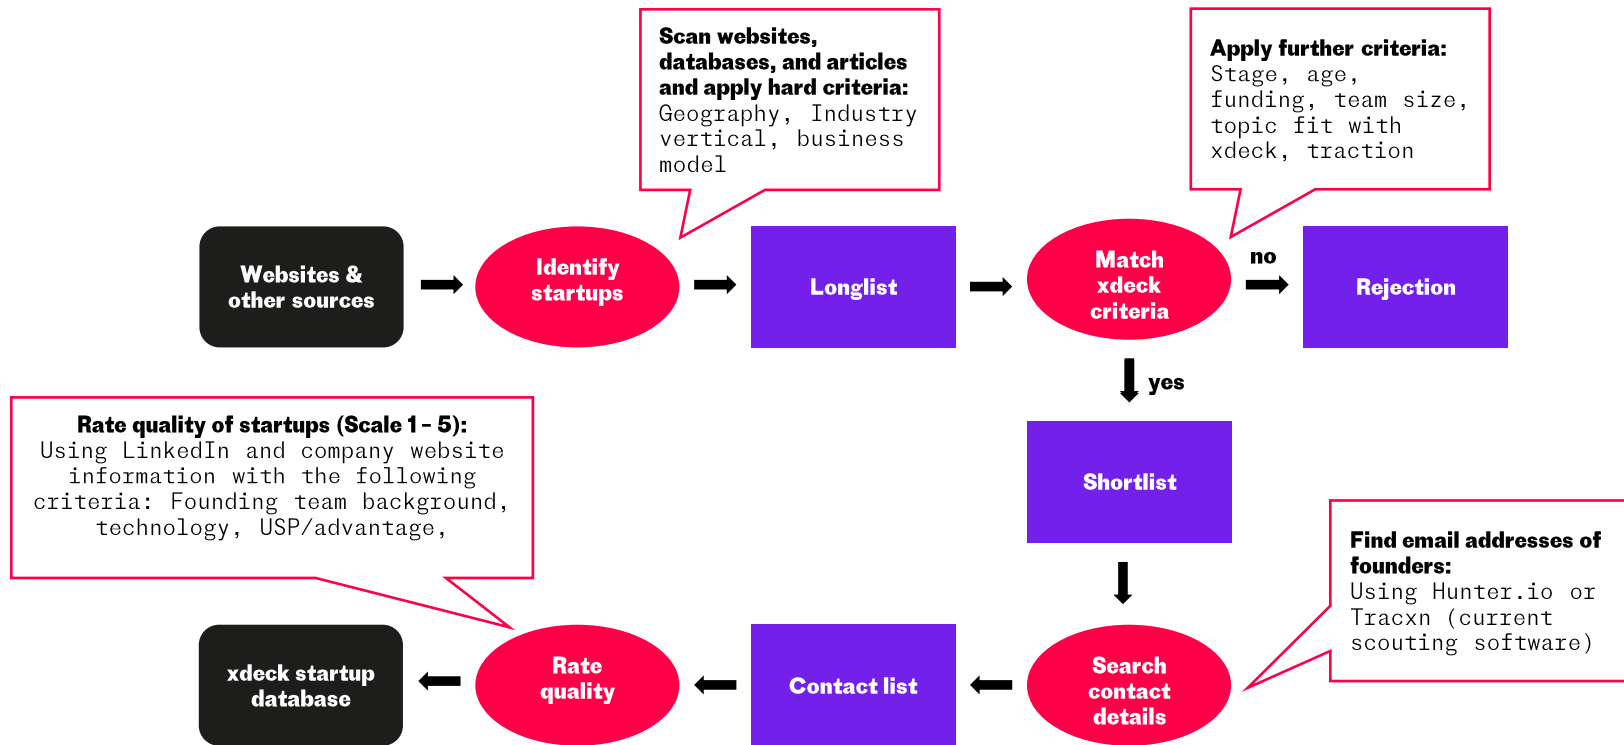 Scan websites,
databases, and articles
and apply hard criteria:
Geography, Industry
vertical, business
model
Apply further criteria:
Stage, age,
funding, team size,
topic fit with
xdeck, traction
Websites &
other sources
Identify
startups
Longlist
Match
xdeck
criteria
no
Rejection
yes
Rate quality of startups (Scale 1 – 5):
Using LinkedIn and company website
information with the following
criteria: Founding team background,
technology, USP/advantage,
Shortlist
Find email addresses of
founders:
Using Hunter.io or
Tracxn (current
scouting software)
xdeck startup
database
Rate
quality
Contact list
Search
contact
details